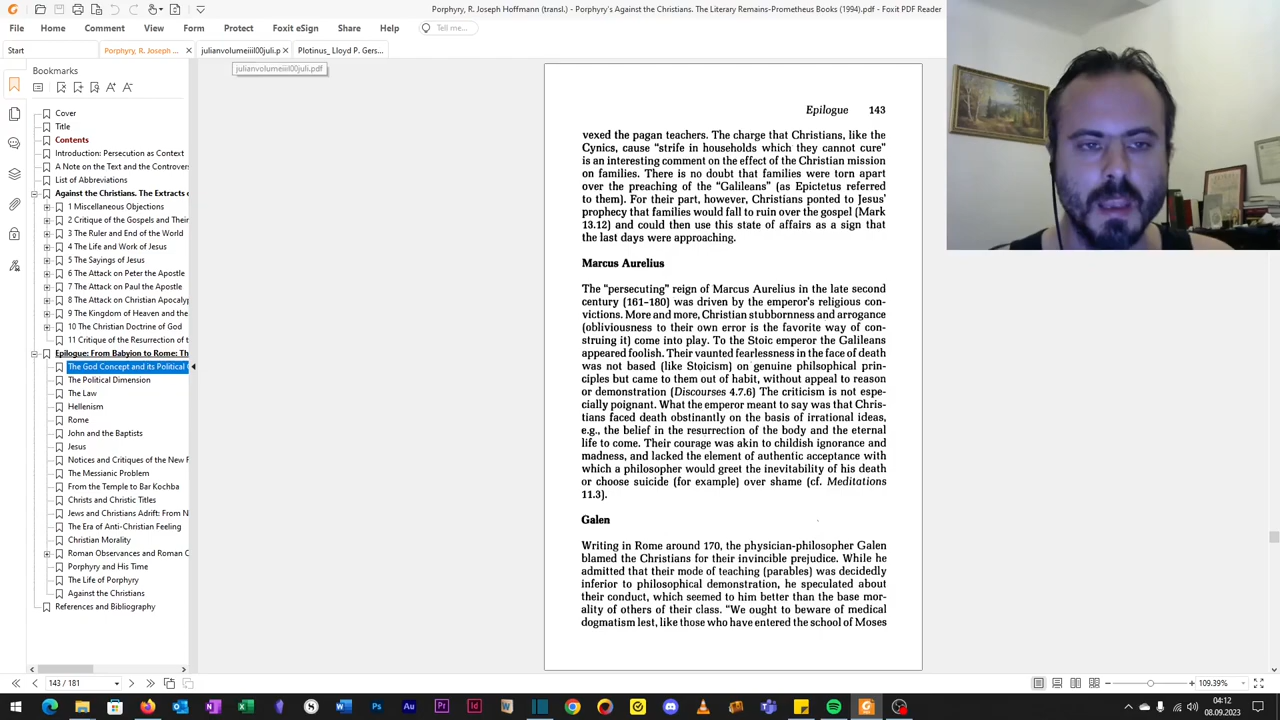 Porphyry, R. Joseph Hoffmann (transl.) - Porphyry's Against the Christians. The Literary Remains-Prometheus Books (1994).pdf - Foxit PDF Reader
File Home Comment View Form Protect Foxit eSign Share Help Tell me...
Start Porphyry, R. Joseph ... julianvolumeiiil00juli.p Plotinus_ Lloyd P. Gers...
julianvolumeiiil00juli.pdf
Bookmarks
Cover
Title
Contents
Introduction: Persecution as Context
A Note on the Text and the Controvers
List of Abbreviations
Against the Christians. The Extracts o
1 Miscellaneous Objections
2 Critique of the Gospels and Their
3 The Ruler and End of the World
4 The Life and Work of Jesus
5 The Sayings of Jesus
6 The Attack on Peter the Apostle
7 The Attack on Paul the Apostle
8 The Attack on Christian Apocalyp
9 The Kingdom of Heaven and the
10 The Christian Doctrine of God
11 Critique of the Resurrection of t
Epilogue: From Babylon to Rome: Th
The God Concept and its Political
The Political Dimension
The Law
Hellenism
Rome
John and the Baptists
Jesus
Notices and Critiques of the New
The Messianic Problem
From the Temple to Bar Kochba
Christs and Christic Titles
Jews and Christians Adrift: From N
The Era of Anti-Christian Feeling
Christian Morality
Roman Observances and Roman C
Porphyry and His Time
The Life of Porphyry
Against the Christians
References and Bibliography
Epilogue 143
vexed the pagan teachers. The charge that Christians, like the
Cynics, cause "strife in households which they cannot cure"
is an interesting comment on the effect of the Christian mission
on families. There is no doubt that families were torn apart
over the preaching of the "Galileans" (as Epictetus referred
to them). For their part, however, Christians ponted to Jesus'
prophecy that families would fall to ruin over the gospel (Mark
13.12) and could then use this state of affairs as a sign that
the last days were approaching.
Marcus Aurelius
The "persecuting" reign of Marcus Aurelius in the late second
century (161-180) was driven by the emperor's religious con-
victions. More and more, Christian stubbornness and arrogance
(obliviousness to their own error is the favorite way of con-
struing it) come into play. To the Stoic emperor the Galileans
appeared foolish. Their vaunted fearlessness in the face of death
was not based (like Stoicism) on genuine philsophical prin-
ciples but came to them out of habit, without appeal to reason
or demonstration (Discourses 4.7.6) The criticism is not espe-
cially poignant. What the emperor meant to say was that Chris-
tians faced death obstinantly on the basis of irrational ideas,
e.g., the belief in the resurrection of the body and the eternal
life to come. Their courage was akin to childish ignorance and
madness, and lacked the element of authentic acceptance with
which a philosopher would greet the inevitability of his death
or choose suicide (for example) over shame (cf. Meditations
11.3).
Galen
Writing in Rome around 170, the physician-philosopher Galen
blamed the Christians for their invincible prejudice. While he
admitted that their mode of teaching (parables) was decidedly
inferior to philosophical demonstration, he speculated about
their conduct, which seemed to him better than the base mor-
ality of others of their class. "We ought to beware of medical
dogmatism lest, like those who have entered the school of Moses
143 / 181
109.39%
04:12
08.09.2023